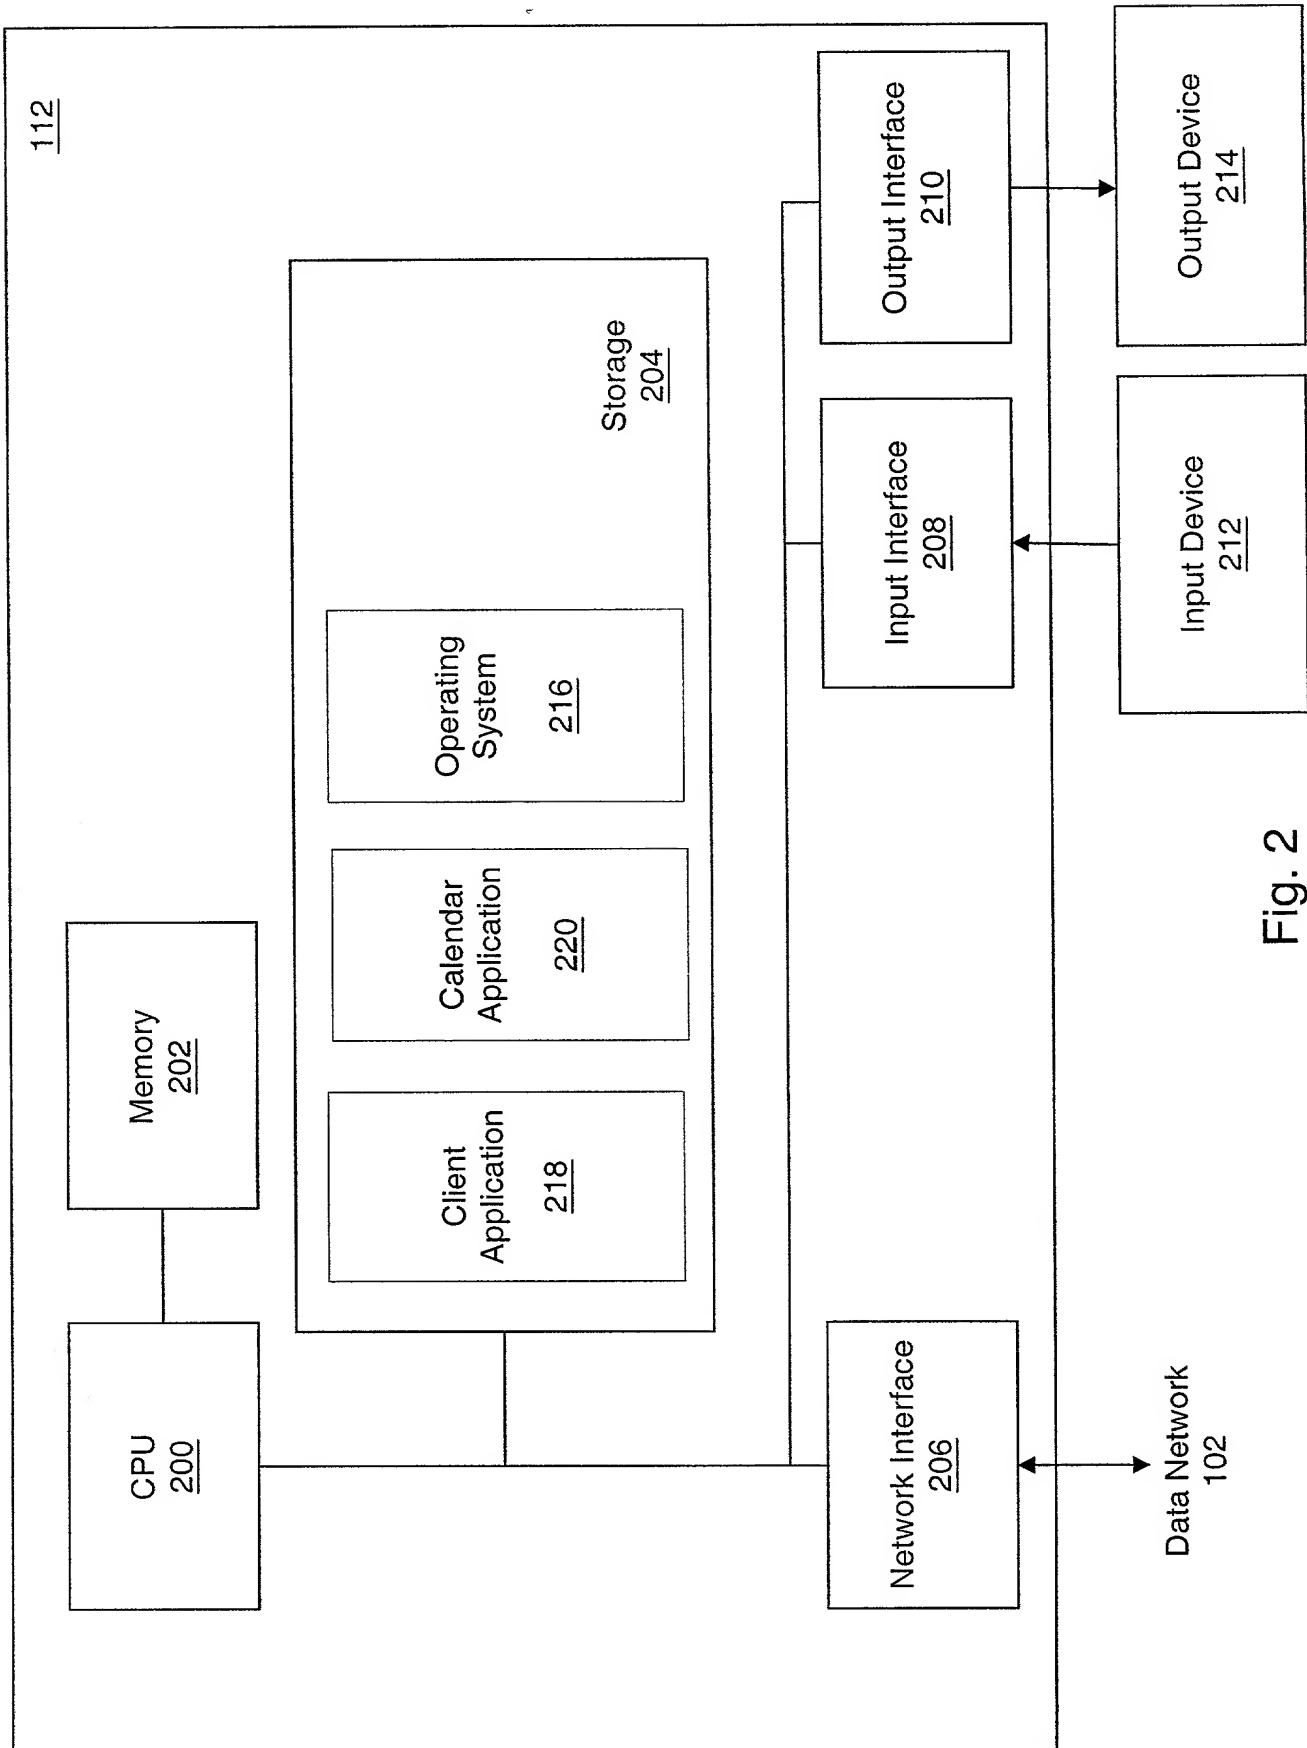 112
CPU
200
Memory
202
Client
Application
218
Calendar
Application
220
Operating
System
216
Storage
204
Network Interface
206
Input Interface
208
Output Interface
210
Data Network
102
Input Device
212
Output Device
214
Fig. 2